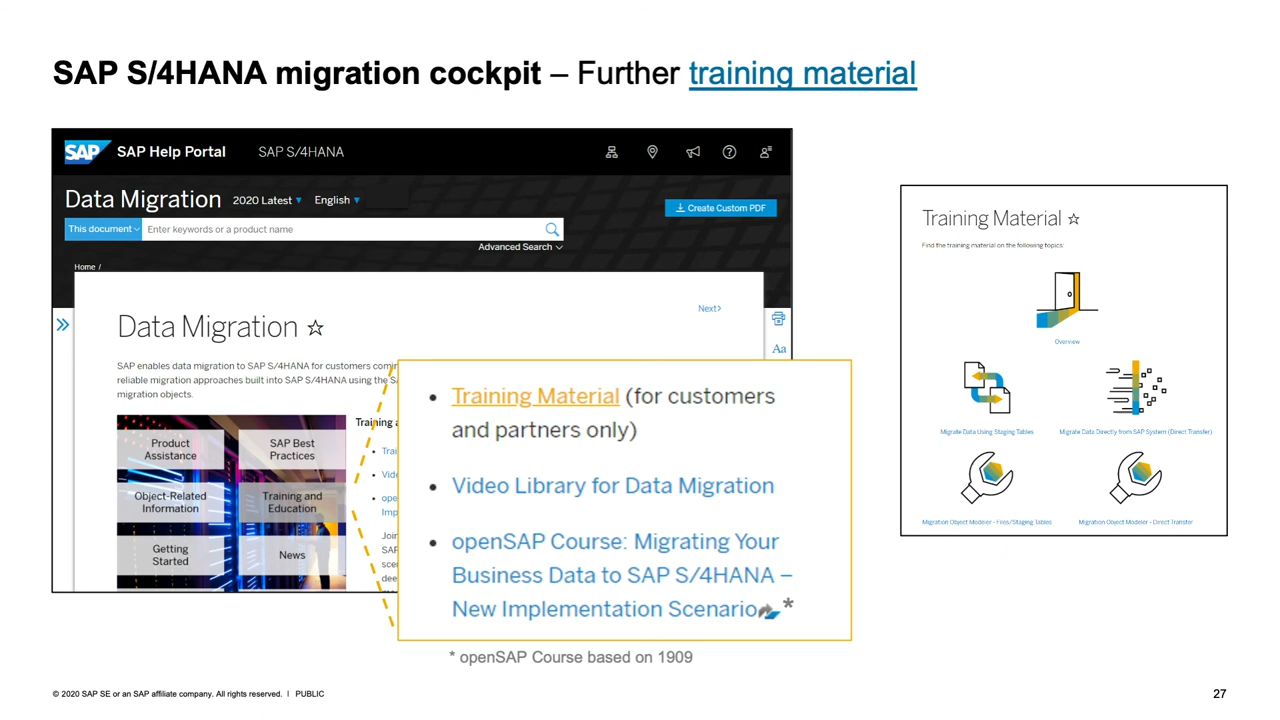 SAP S/4HANA migration cockpit – Further training material
SAP SAP Help Portal SAP S/4HANA
Data Migration 2020 Latest English
Create Custom PDF
This document Enter keywords or a product name
Advanced Search
Home /
Next
Data Migration
Aa
SAP enables data migration to SAP S/4HANA for customers
reliable migration approaches built into SAP S/4HANA using the
migration objects.
Product
Assistance
SAP Best
Practices
Object-Related
Information
Training and
Education
Getting
Started
News
Training
• Training Material (for customers
and partners only)
• Video Library for Data Migration
• openSAP Course: Migrating Your
Business Data to SAP S/4HANA –
New Implementation Scenario *
* openSAP Course based on 1909
Training Material
Find the training material on the following topics:
Overview
Migrate Data Using Staging Tables
Migrate Data Directly from SAP System (Direct Transfer)
Migration Object Modeler - Files/Staging Tables
Migration Object Modeler - Direct Transfer
© 2020 SAP SE or an SAP affiliate company. All rights reserved. | PUBLIC
27